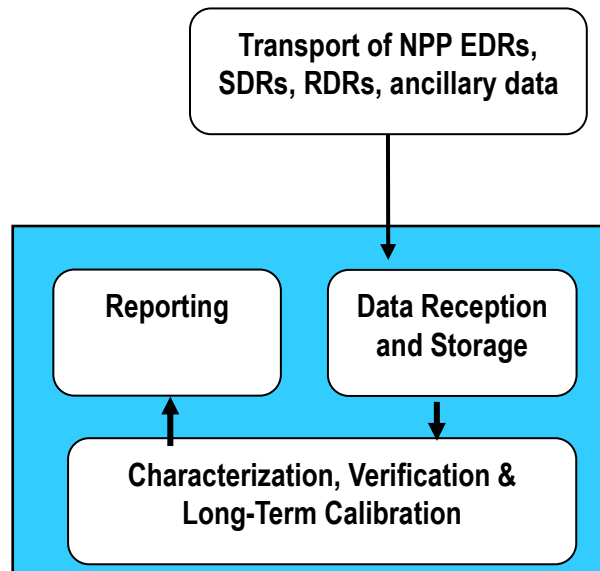 Transport of NPP EDRs,
SDRs, RDRs, ancillary data
Reporting
Data Reception
and Storage
Characterization, Verification &
Long-Term Calibration